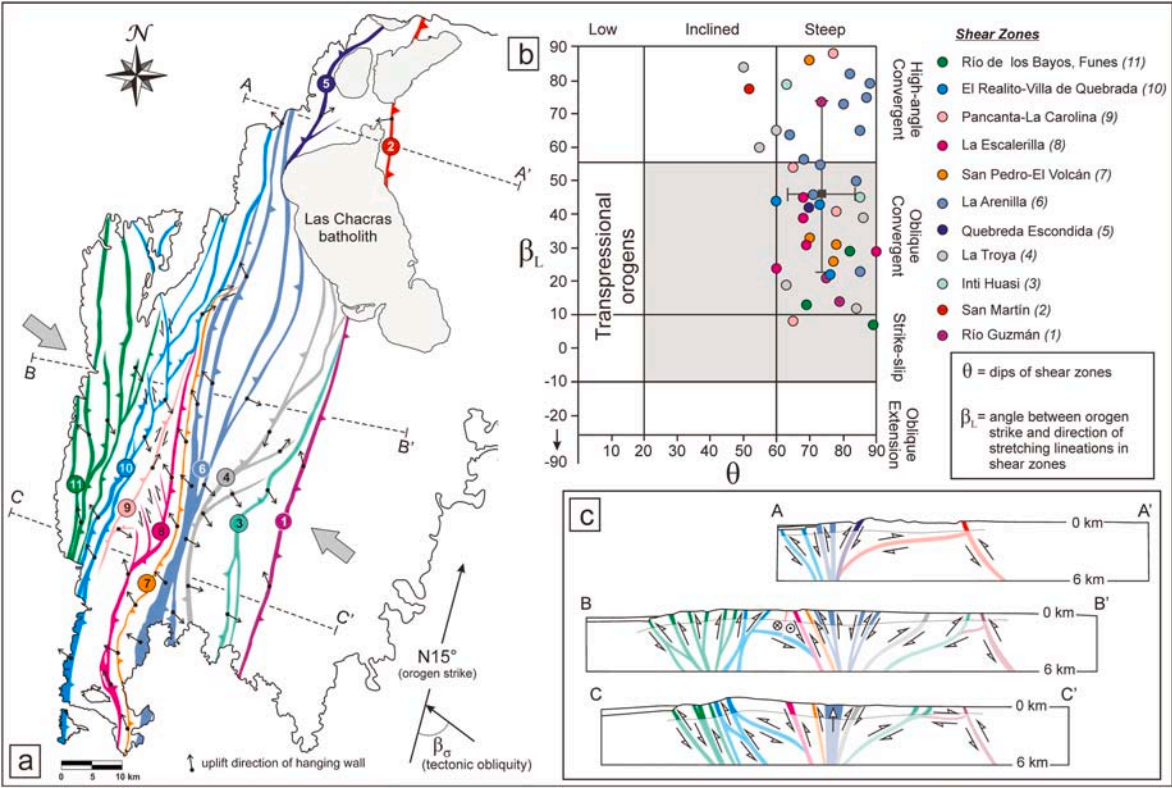 a
N
A
A'
B
B'
C
C'
5
2
Las Chacras
batholith
11
10
9
8
7
6
4
3
1
N15°
(orogen strike)
βσ
(tectonic obliquity)
uplift direction of hanging wall
0 5 10 km
b
Low Inclined Steep
90
80
70
60
50
40
30
20
10
0
-10
-20
-90
βL
Transpressional
orogens
High-angle
Convergent
Oblique
Convergent
Strike-slip
Oblique
Extension
0 10 20 30 40 50 60 70 80 90
θ
Shear Zones
Río de los Bayos, Funes (11)
El Realito-Villa de Quebrada (10)
Pancanta-La Carolina (9)
La Escalerilla (8)
San Pedro-El Volcán (7)
La Arenilla (6)
Quebreda Escondida (5)
La Troya (4)
Inti Huasi (3)
San Martín (2)
Río Guzmán (1)
θ = dips of shear zones
βL = angle between orogen
strike and direction of
stretching lineations in
shear zones
c
A A'
0 km
6 km
B B'
0 km
6 km
C C'
0 km
6 km